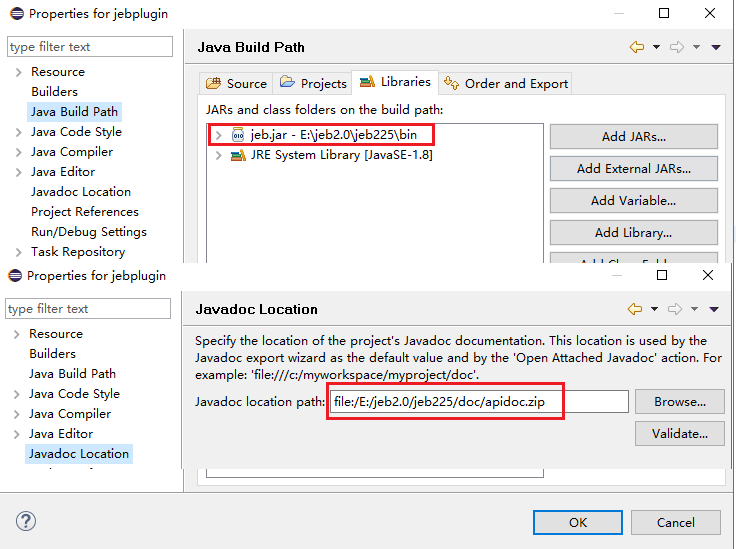 Properties for jebplugin
type filter text
Resource
Builders
Java Build Path
Java Code Style
Java Compiler
Java Editor
Javadoc Location
Project References
Run/Debug Settings
Task Repository
Java Build Path
Source Projects Libraries Order and Export
JARs and class folders on the build path:
jeb.jar - E:\jeb2.0\jeb225\bin
JRE System Library [JavaSE-1.8]
Add JARs...
Add External JARs...
Add Variable...
Add Library...
Properties for jebplugin
type filter text
Resource
Builders
Java Build Path
Java Code Style
Java Compiler
Java Editor
Javadoc Location
Javadoc Location
Specify the location of the project's Javadoc documentation. This location is used by the
Javadoc export wizard as the default value and by the 'Open Attached Javadoc' action. For
example: 'file:///c:/myworkspace/myproject/doc'.
Javadoc location path: file:/E:/jeb2.0/jeb225/doc/apidoc.zip
Browse...
Validate...
OK Cancel